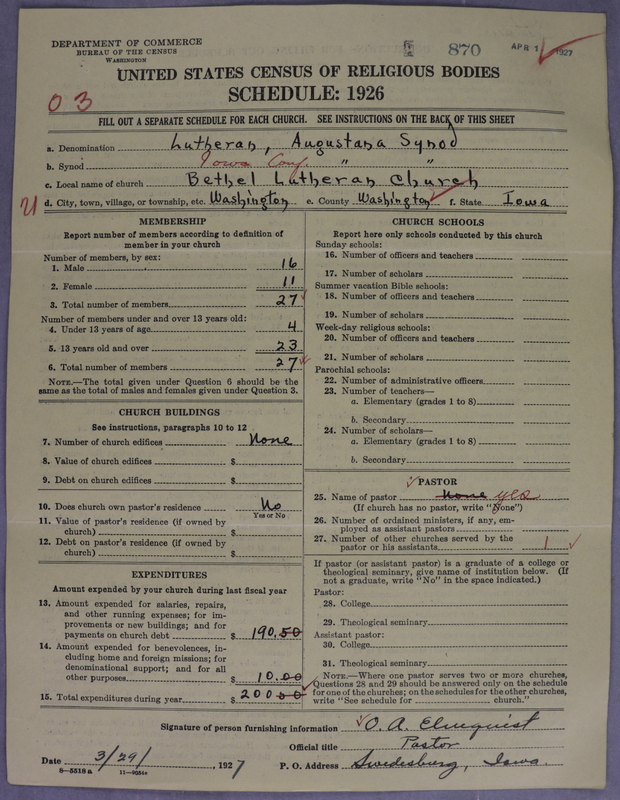 DEPARTMENT OF COMMERCE
BUREAU OF THE CENSUS
WASHINGTON
870
APR 1 1927
UNITED STATES CENSUS OF RELIGIOUS BODIES
SCHEDULE: 1926
03
FILL OUT A SEPARATE SCHEDULE FOR EACH CHURCH. SEE INSTRUCTIONS ON THE BACK OF THIS SHEET
a. Denomination Lutheran, Augustana Synod
b. Synod Iowa Conf. " "
c. Local name of church Bethel Lutheran Church
d. City, town, village, or township, etc. Washington e. County Washington f. State Iowa
MEMBERSHIP
Report number of members according to definition of
member in your church
Number of members, by sex:
1. Male 16
2. Female 11
3. Total number of members 27
Number of members under and over 13 years old:
4. Under 13 years of age 4
5. 13 years old and over 23
6. Total number of members 27
NOTE.—The total given under Question 6 should be the
same as the total of males and females given under Question 3.
CHURCH BUILDINGS
See instructions, paragraphs 10 to 12
7. Number of church edifices None
8. Value of church edifices $
9. Debt on church edifices $
10. Does church own pastor's residence No
Yes or No
11. Value of pastor's residence (if owned by
church) $
12. Debt on pastor's residence (if owned by
church) $
EXPENDITURES
Amount expended by your church during last fiscal year
13. Amount expended for salaries, repairs,
and other running expenses; for im-
provements or new buildings; and for
payments on church debt $ 190.50
14. Amount expended for benevolences, in-
cluding home and foreign missions; for
denominational support; and for all
other purposes $ 10.00
15. Total expenditures during year $ 200.50
CHURCH SCHOOLS
Report here only schools conducted by this church
Sunday schools:
16. Number of officers and teachers
17. Number of scholars
Summer vacation Bible schools:
18. Number of officers and teachers
19. Number of scholars
Week-day religious schools:
20. Number of officers and teachers
21. Number of scholars
Parochial schools:
22. Number of administrative officers
23. Number of teachers—
a. Elementary (grades 1 to 8)
b. Secondary
24. Number of scholars—
a. Elementary (grades 1 to 8)
b. Secondary
PASTOR
25. Name of pastor None yes
(If church has no pastor, write "None")
26. Number of ordained ministers, if any, em-
ployed as assistant pastors
27. Number of other churches served by the
pastor or his assistants 1
If pastor (or assistant pastor) is a graduate of a college or
theological seminary, give name of institution below. (If
not a graduate, write "No" in the space indicated.)
Pastor:
28. College
29. Theological seminary
Assistant pastor:
30. College
31. Theological seminary
NOTE.—Where one pastor serves two or more churches,
Questions 28 and 29 should be answered only on the schedule
for one of the churches; on the schedules for the other churches,
write "See schedule for church."
Signature of person furnishing information O. A. Elmquist
Official title Pastor
Date 3/29/, 1927 P. O. Address Swedesburg, Iowa.
8—5518a 11—9684